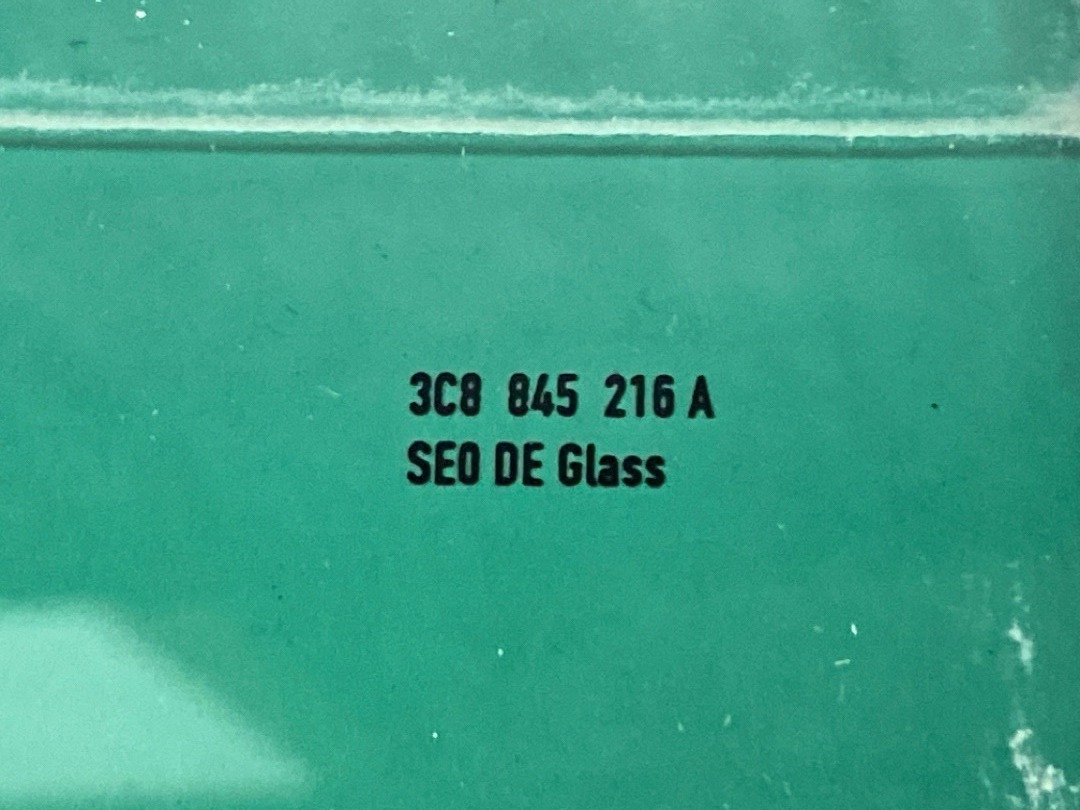 3C8 845 216 A
SEO DE Glass